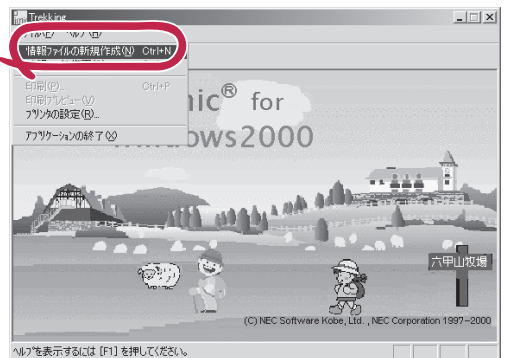 Trekking
ヘルプ(H)
情報ファイルの新規作成(N) Ctrl+N
印刷(P)... Ctrl+P
印刷プレビュー(V)
プリンタの設定(R)...
アプリケーションの終了(X)
nic® for
Windows2000
六甲山牧場
(C) NEC Software Kobe, Ltd., NEC Corporation 1997-2000
ヘルプを表示するには [F1] を押してください。